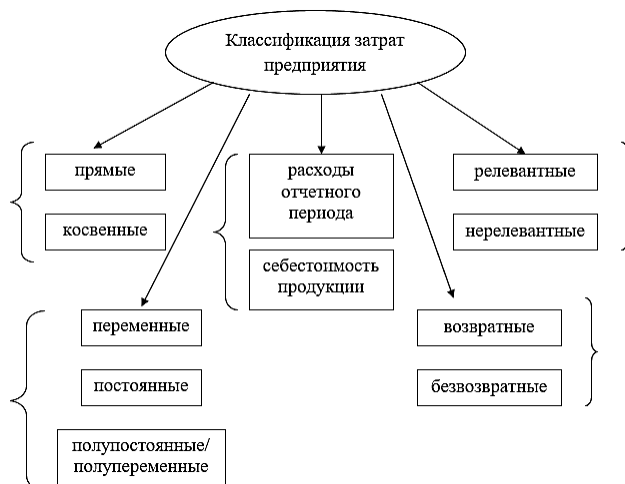 Классификация затрат
предприятия
прямые
косвенные
расходы
отчетного
периода
себестоимость
продукции
релевантные
нерелевантные
переменные
постоянные
полупостоянные/
полупеременные
возвратные
безвозвратные